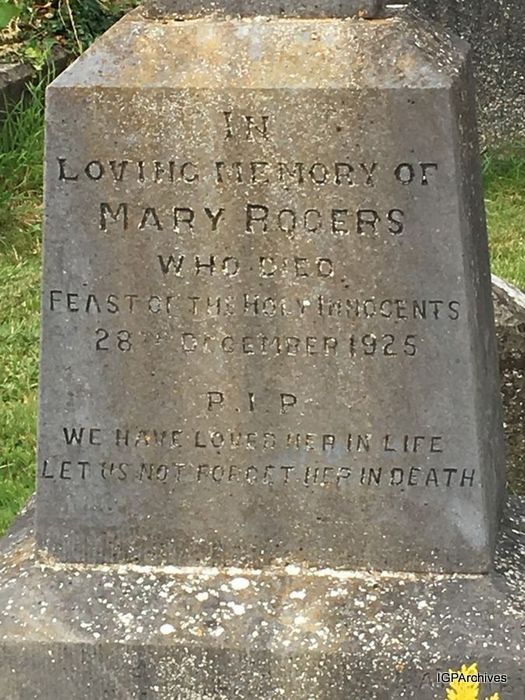 IN
LOVING MEMORY OF
MARY ROGERS
WHO DIED
FEAST OF THE HOLY INNOCENTS
28TH DECEMBER 1925
R.I.P.
WE HAVE LOVED HER IN LIFE
LET US NOT FORGET HER IN DEATH
IGPArchives